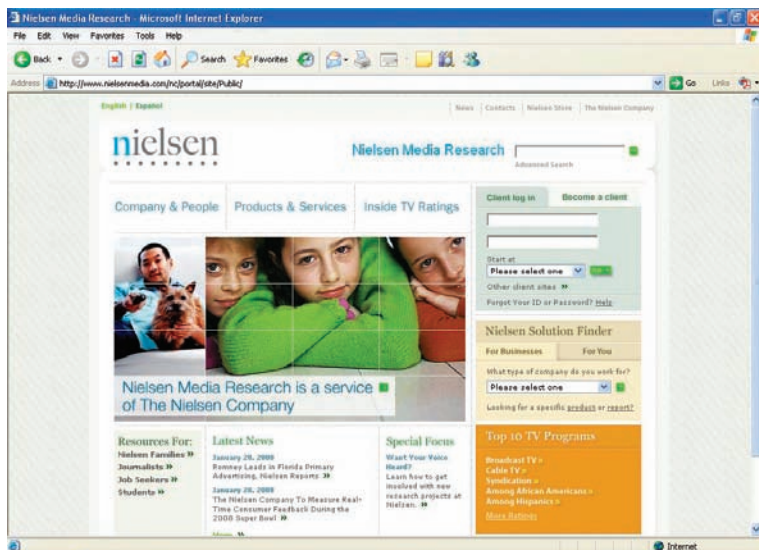 Nielsen Media Research - Microsoft Internet Explorer
File Edit View Favorites Tools Help
Back Search Favorites
Address http://www.nielsenmedia.com/nc/portal/site/Public/ Go Links
English | Español
News | Contacts | Nielsen Store | The Nielsen Company
nielsen
Nielsen Media Research
Advanced Search
Company & People Products & Services Inside TV Ratings
Client log in Become a client
Start at
Please select one
Other client sites »
Forgot Your ID or Password? Help
Nielsen Media Research is a service
of The Nielsen Company
Nielsen Solution Finder
For Businesses For You
What type of company do you work for?
Please select one
Looking for a specific product or report?
Resources For:
Nielsen Families »
Journalists »
Job Seekers »
Students »
Latest News
January 28, 2008
Romney Leads in Florida Primary
Advertising, Nielsen Reports »
January 28, 2008
The Nielsen Company To Measure Real-
Time Consumer Feedback During the
2008 Super Bowl »
More »
Special Focus
Want Your Voice
Heard?
Learn how to get
involved with new
research projects at
Nielsen. »
Top 10 TV Programs
Broadcast TV »
Cable TV »
Syndication »
Among African Americans »
Among Hispanics »
More Ratings
Internet